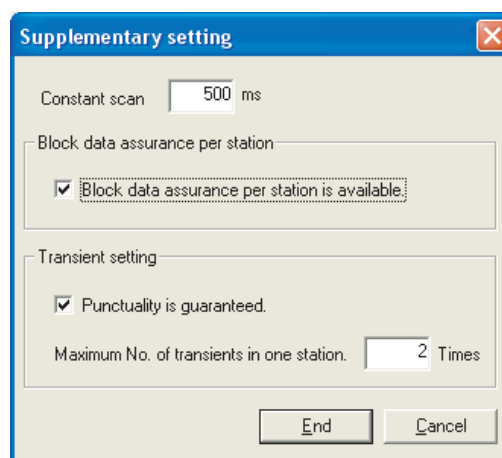 Supplementary setting
Constant scan 500 ms
Block data assurance per station
Block data assurance per station is available.
Transient setting
Punctuality is guaranteed.
Maximum No. of transients in one station. 2 Times
End Cancel